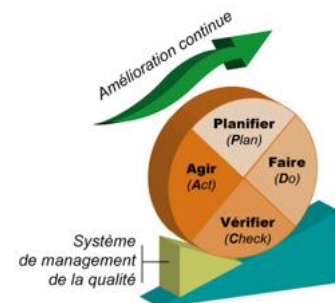 Amélioration continue
Planifier
(Plan)
Faire
(Do)
Agir
(Act)
Vérifier
(Check)
Système
de management
de la qualité